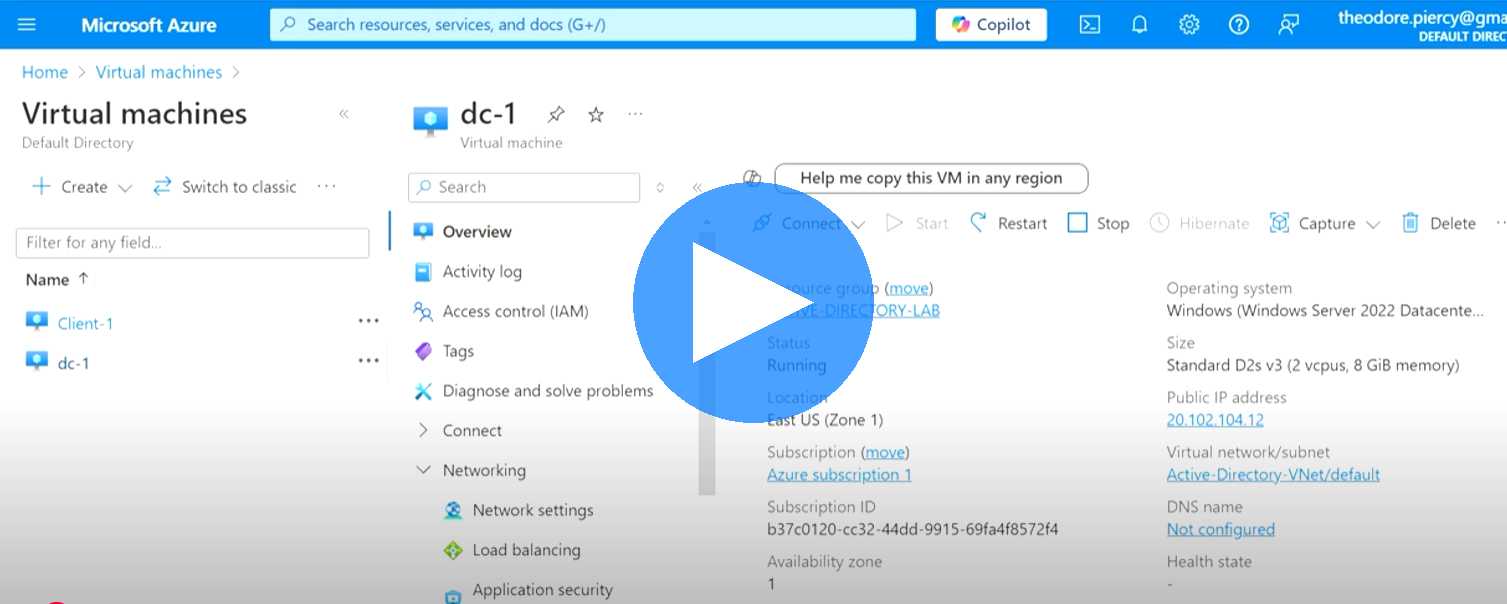 Microsoft Azure
Search resources, services, and docs (G+/)
Copilot
theodore.piercy@gma
DEFAULT DIREC
Home > Virtual machines >
Virtual machines
Default Directory
Create
Switch to classic
Filter for any field...
Name ↑
Client-1
dc-1
dc-1
Virtual machine
Search
Overview
Activity log
Access control (IAM)
Tags
Diagnose and solve problems
Connect
Networking
Network settings
Load balancing
Application security
Help me copy this VM in any region
Connect
Start
Restart
Stop
Hibernate
Capture
Delete
source group (move)
VE-DIRECTORY-LAB
Status
Running
Location
East US (Zone 1)
Subscription (move)
Azure subscription 1
Subscription ID
b37c0120-cc32-44dd-9915-69fa4f8572f4
Availability zone
1
Operating system
Windows (Windows Server 2022 Datacente...
Size
Standard D2s v3 (2 vcpus, 8 GiB memory)
Public IP address
20.102.104.12
Virtual network/subnet
Active-Directory-VNet/default
DNS name
Not configured
Health state
-